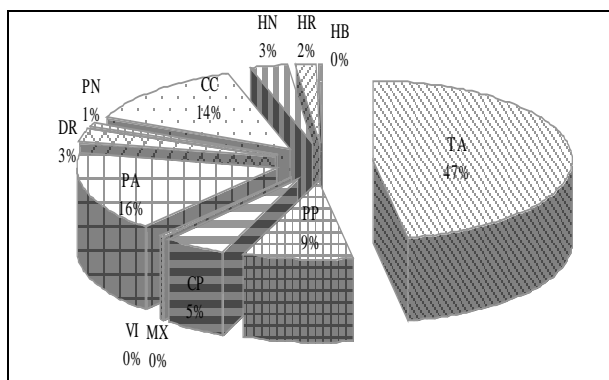 HB
0%
HR
2%
HN
3%
CC
14%
PN
1%
DR
3%
PA
16%
VI
0%
MX
0%
CP
5%
PP
9%
TA
47%